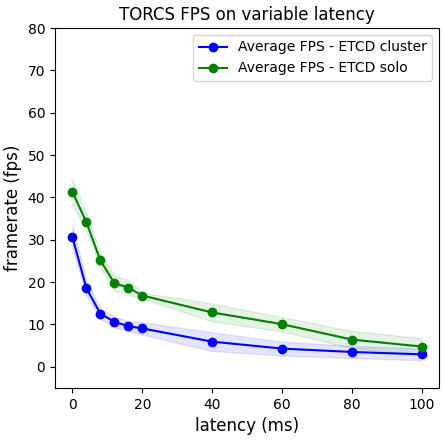 TORCS FPS on variable latency
Average FPS - ETCD cluster
Average FPS - ETCD solo
80
70
60
50
40
30
20
10
0
framerate (fps)
0 20 40 60 80 100
latency (ms)